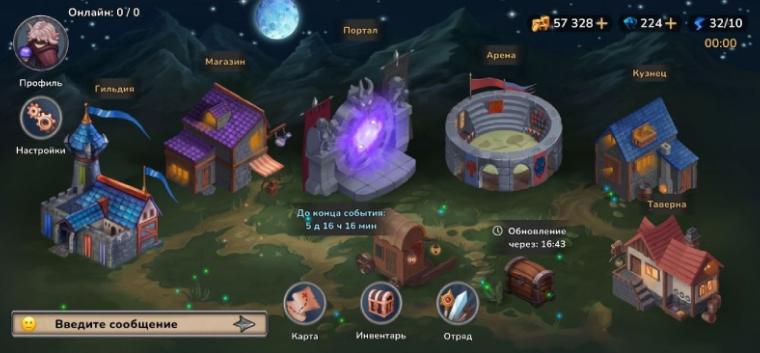 Онлайн: 0 / 0
57 328 +
224 +
32/10
00:00
Профиль
Настройки
Гильдия
Магазин
Портал
Арена
Кузнец
Таверна
До конца события:
5 д 16 ч 16 мин
Обновление
через: 16:43
Введите сообщение
Карта
Инвентарь
Отряд